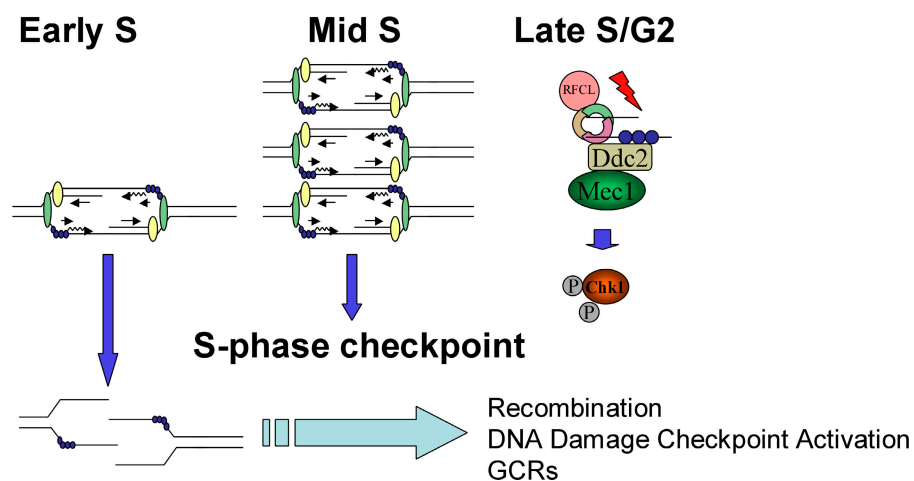 Early S
Mid S
Late S/G2
RFCL
Ddc2
Mec1
P
Chk1
P
S-phase checkpoint
Recombination
DNA Damage Checkpoint Activation
GCRs